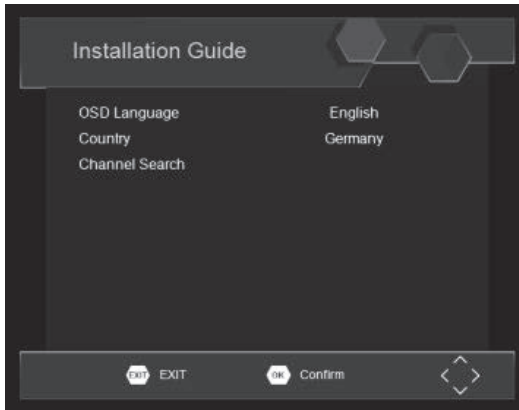 Installation Guide
OSD Language English
Country Germany
Channel Search
EXIT EXIT OK Confirm